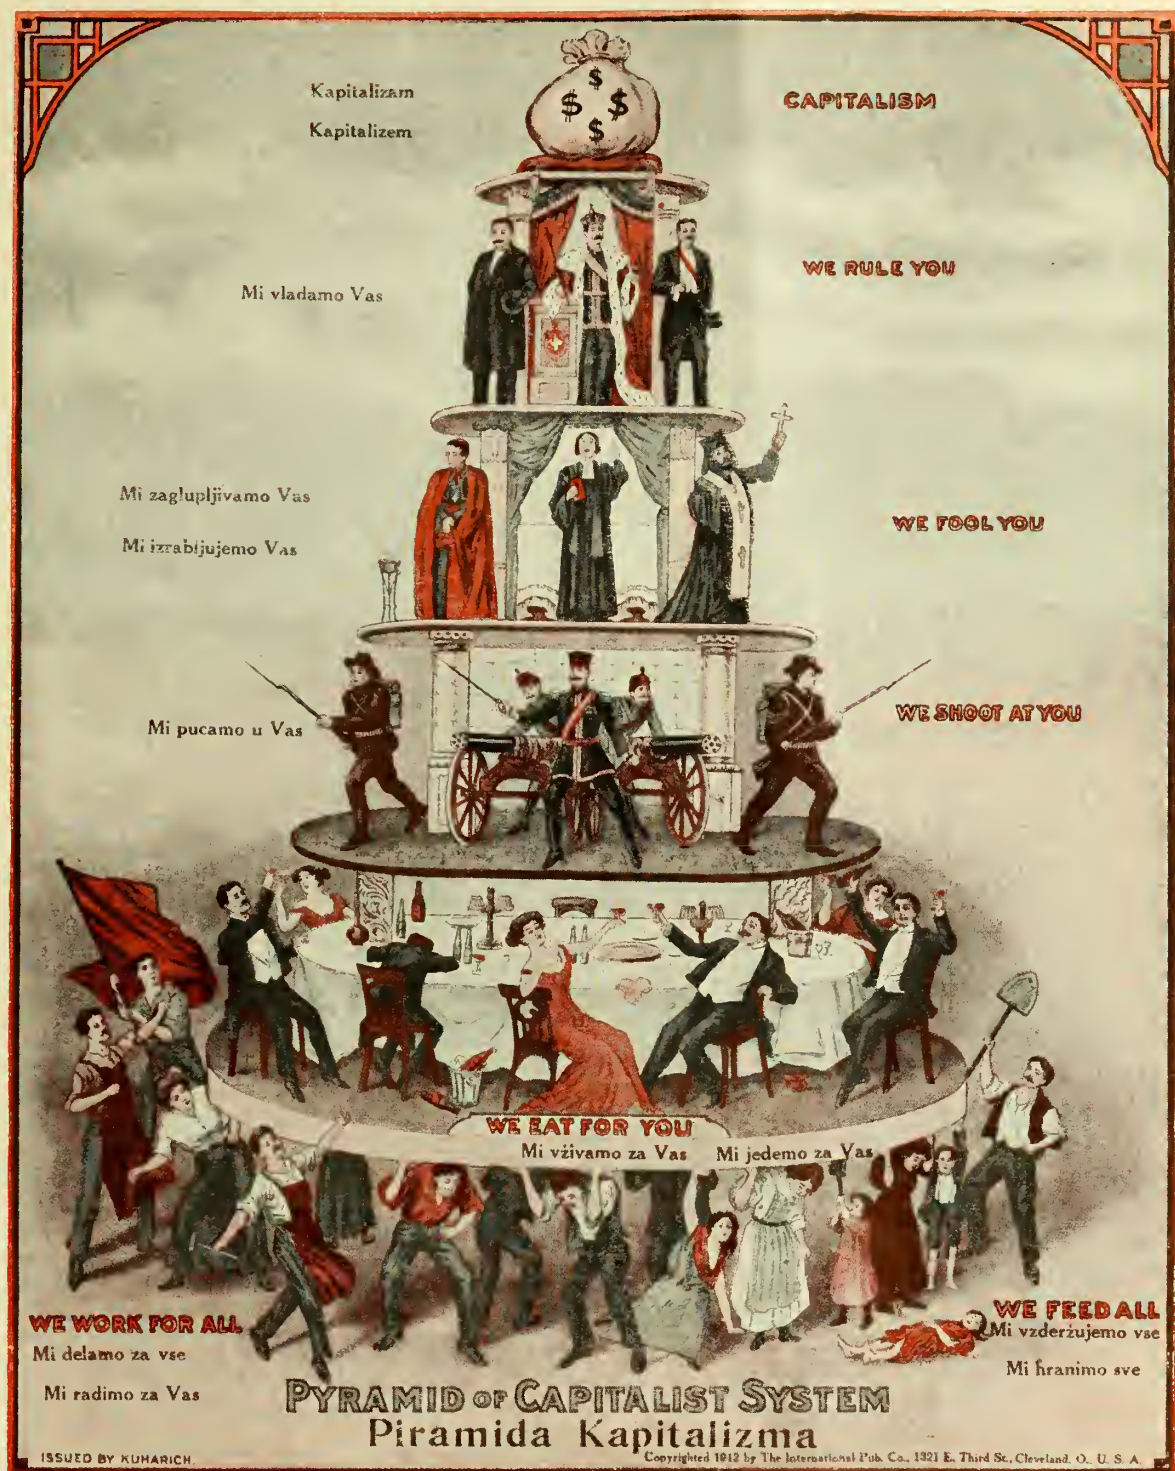 $
$ $
$
Kapitalizam
Kapitalizem
CAPITALISM
Mi vladamo Vas
WE RULE YOU
Mi zaglupljivamo Vas
Mi izrabljujemo Vas
WE FOOL YOU
Mi pucamo u Vas
WE SHOOT AT YOU
WE EAT FOR YOU
Mi vživamo za Vas Mi jedemo za Vas
WE WORK FOR ALL
Mi delamo za vse
Mi radimo za Vas
WE FEED ALL
Mi vzderžujemo vse
Mi hranimo sve
PYRAMID OF CAPITALIST SYSTEM
Piramida Kapitalizma
ISSUED BY KUHARICH.
Copyrighted 1912 by The International Pub. Co., 1321 E. Third St., Cleveland, O., U. S. A.